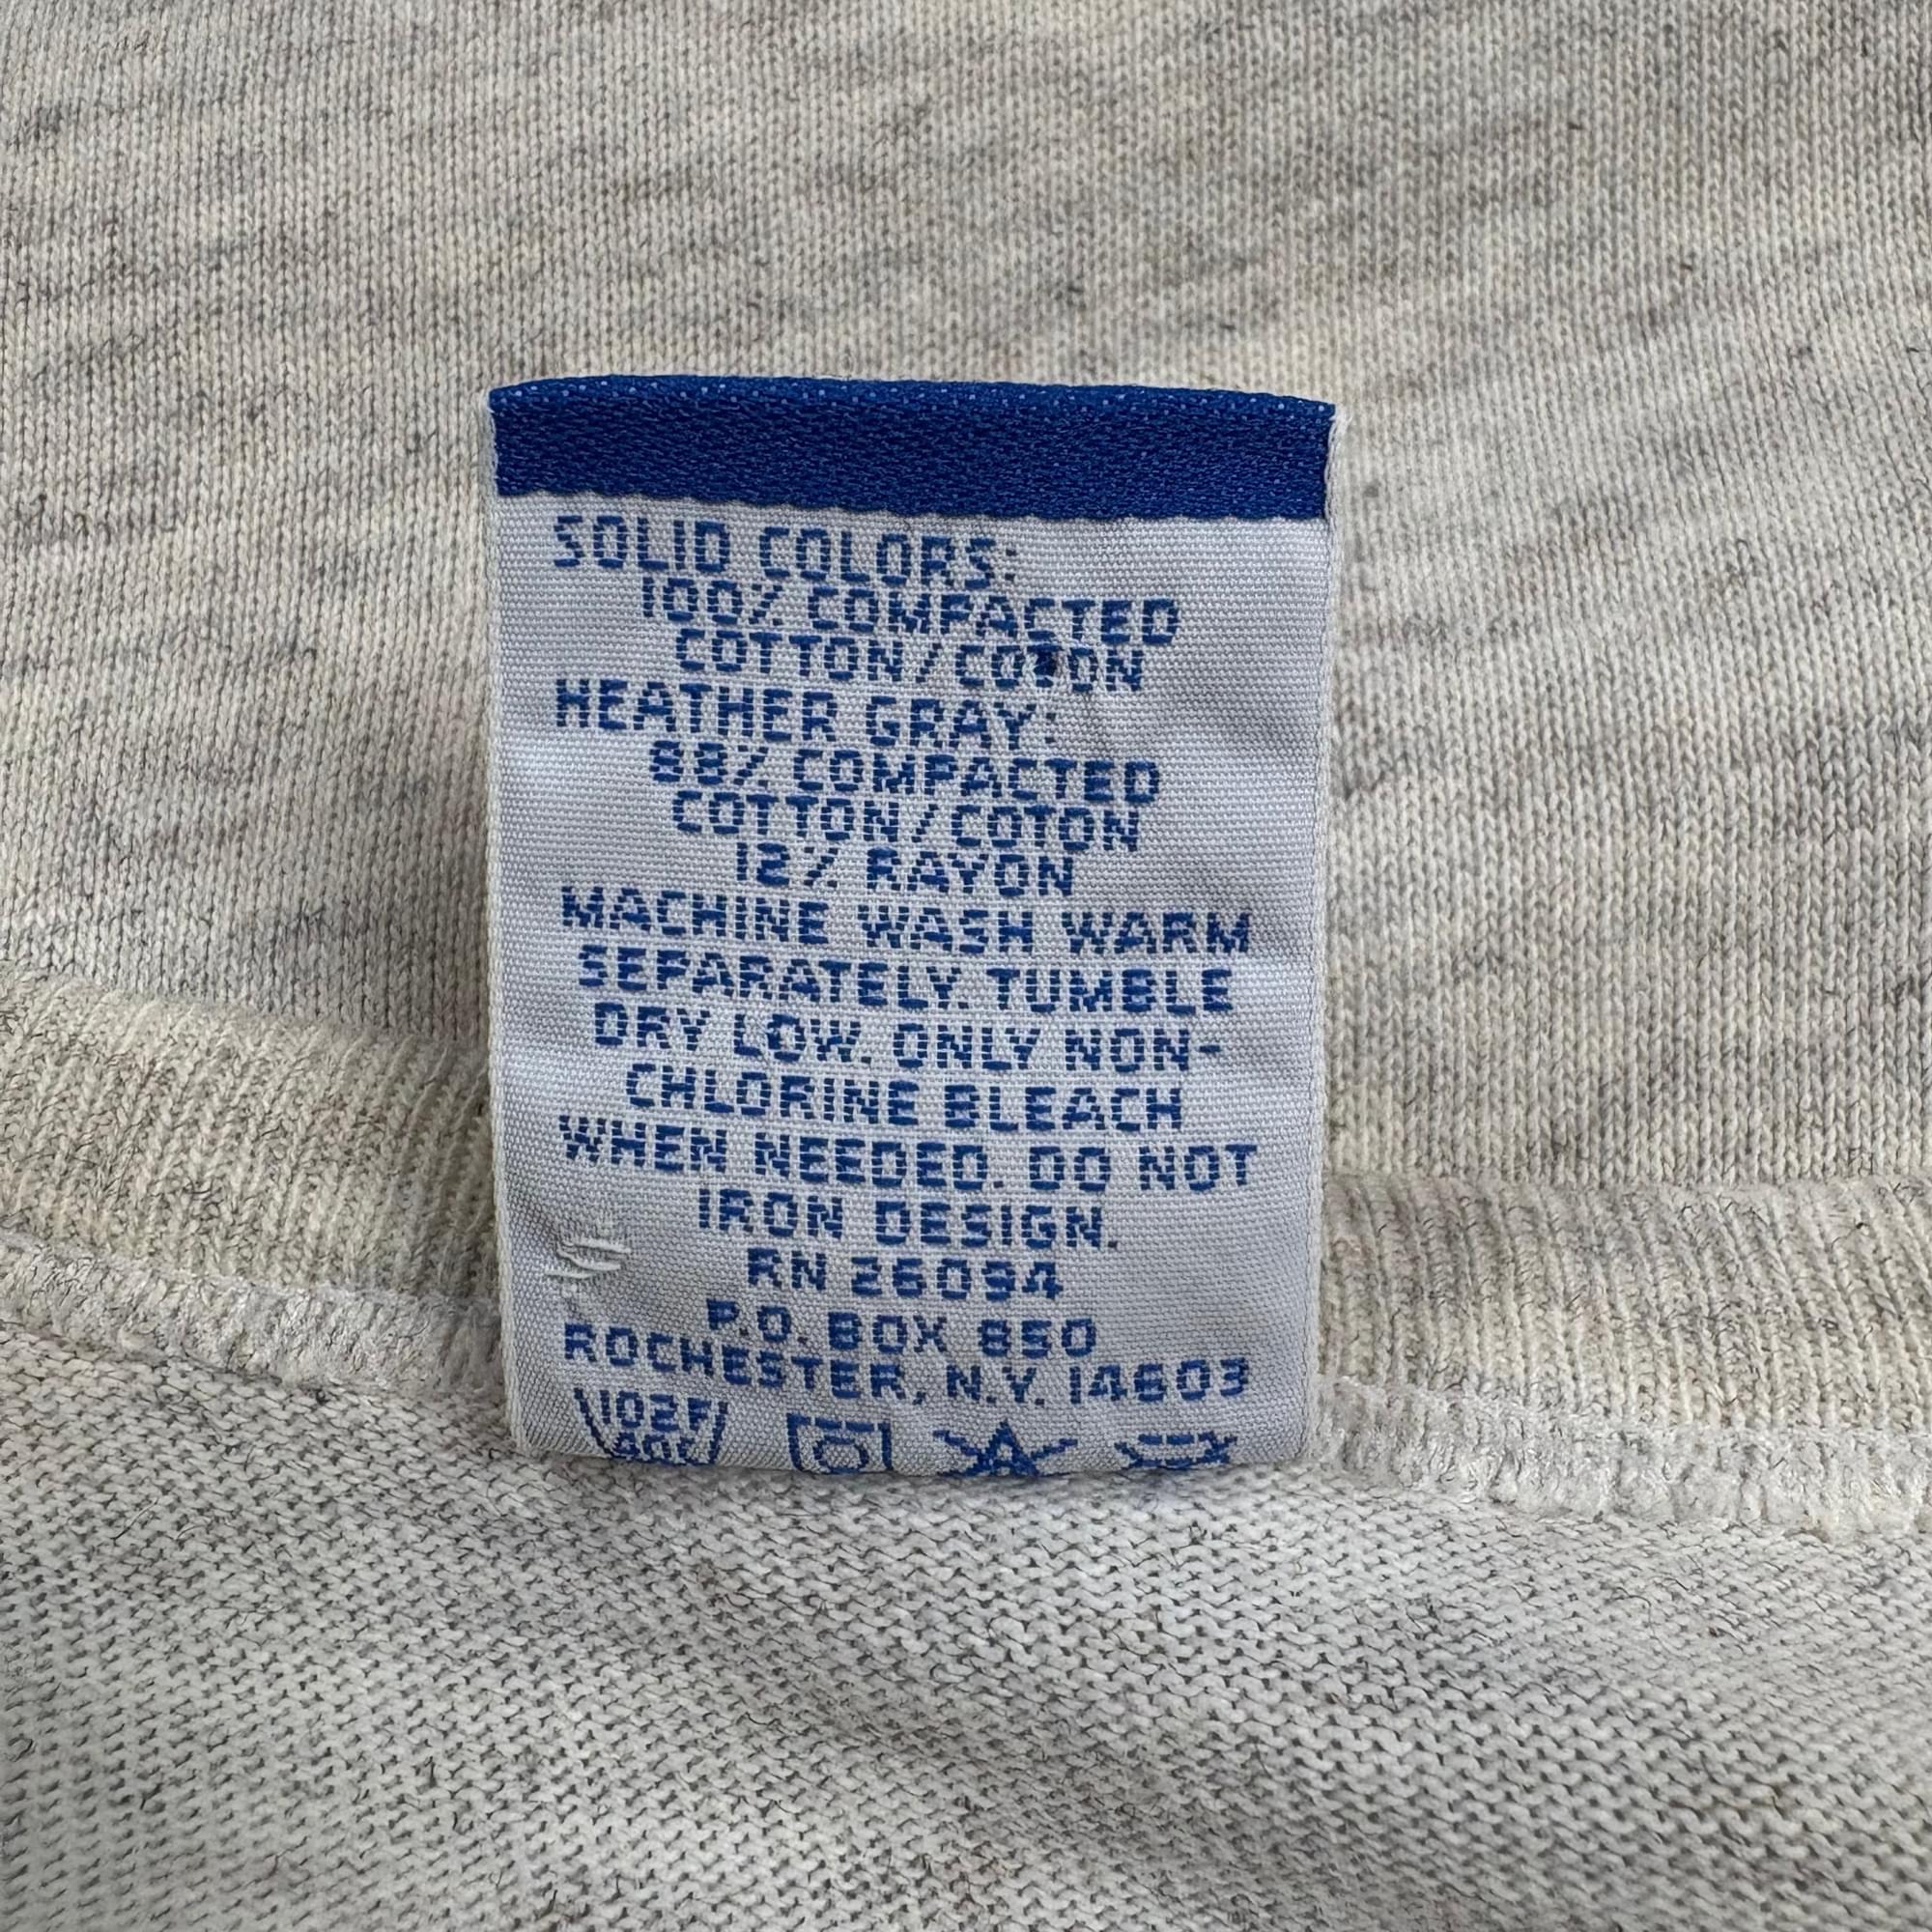 SOLID COLORS:
100% COMPACTED
COTTON/COTON
HEATHER GRAY:
88% COMPACTED
COTTON/COTON
12% RAYON
MACHINE WASH WARM
SEPARATELY. TUMBLE
DRY LOW. ONLY NON-
CHLORINE BLEACH
WHEN NEEDED. DO NOT
IRON DESIGN.
RN 26094
P.O. BOX 850
ROCHESTER, N.Y. 14603
102F